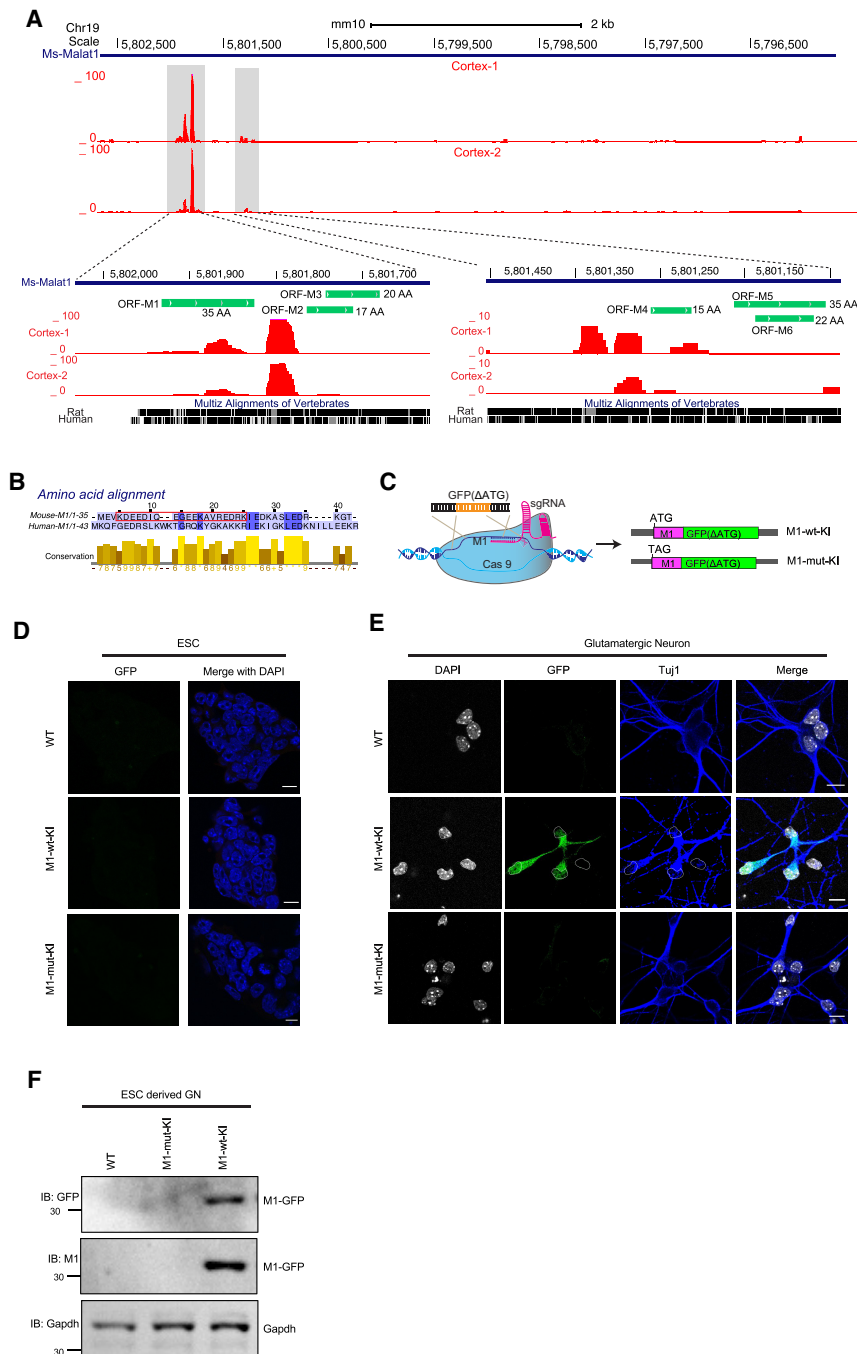 A
Chr19
Scale
mm10 2 kb
5,802,500 5,801,500 5,800,500 5,799,500 5,798,500 5,797,500 5,796,500
Ms-Malat1
Cortex-1
_ 100
_ 0
Cortex-2
_ 100
_ 0
5,802,000 5,801,900 5,801,800 5,801,700
Ms-Malat1
ORF-M1
35 AA
ORF-M3 20 AA
ORF-M2 17 AA
_ 100
Cortex-1
_ 0
_ 100
Cortex-2
_ 0
Multiz Alignments of Vertebrates
Rat
Human
5,801,450 5,801,350 5,801,250 5,801,150
ORF-M4 15 AA
ORF-M5 35 AA
ORF-M6 22 AA
_ 10
Cortex-1
_ 0
_ 10
Cortex-2
_ 0
Multiz Alignments of Vertebrates
Rat
Human
B
Amino acid alignment
10 20 30 40
Mouse-M1/1-35 --MEVKDEEDIQ--EGEDKAVREDRKIEDKASLEDR----KGT-
Human-M1/1-43 MKQFGEDRSLKWKTGRQKYGKAKKRIEKIGKLEDKNILLEEKR
Conservation
C
GFP(ΔATG)
sgRNA
M1
Cas 9
ATG
M1 GFP(ΔATG) M1-wt-KI
TAG
M1 GFP(ΔATG) M1-mut-KI
D
ESC
GFP Merge with DAPI
WT
M1-wt-KI
M1-mut-KI
E
Glutamatergic Neuron
DAPI GFP Tuj1 Merge
WT
M1-wt-KI
M1-mut-KI
F
ESC derived GN
WT M1-mut-KI M1-wt-KI
IB: GFP M1-GFP
30
IB: M1 M1-GFP
30
IB: Gapdh Gapdh
30